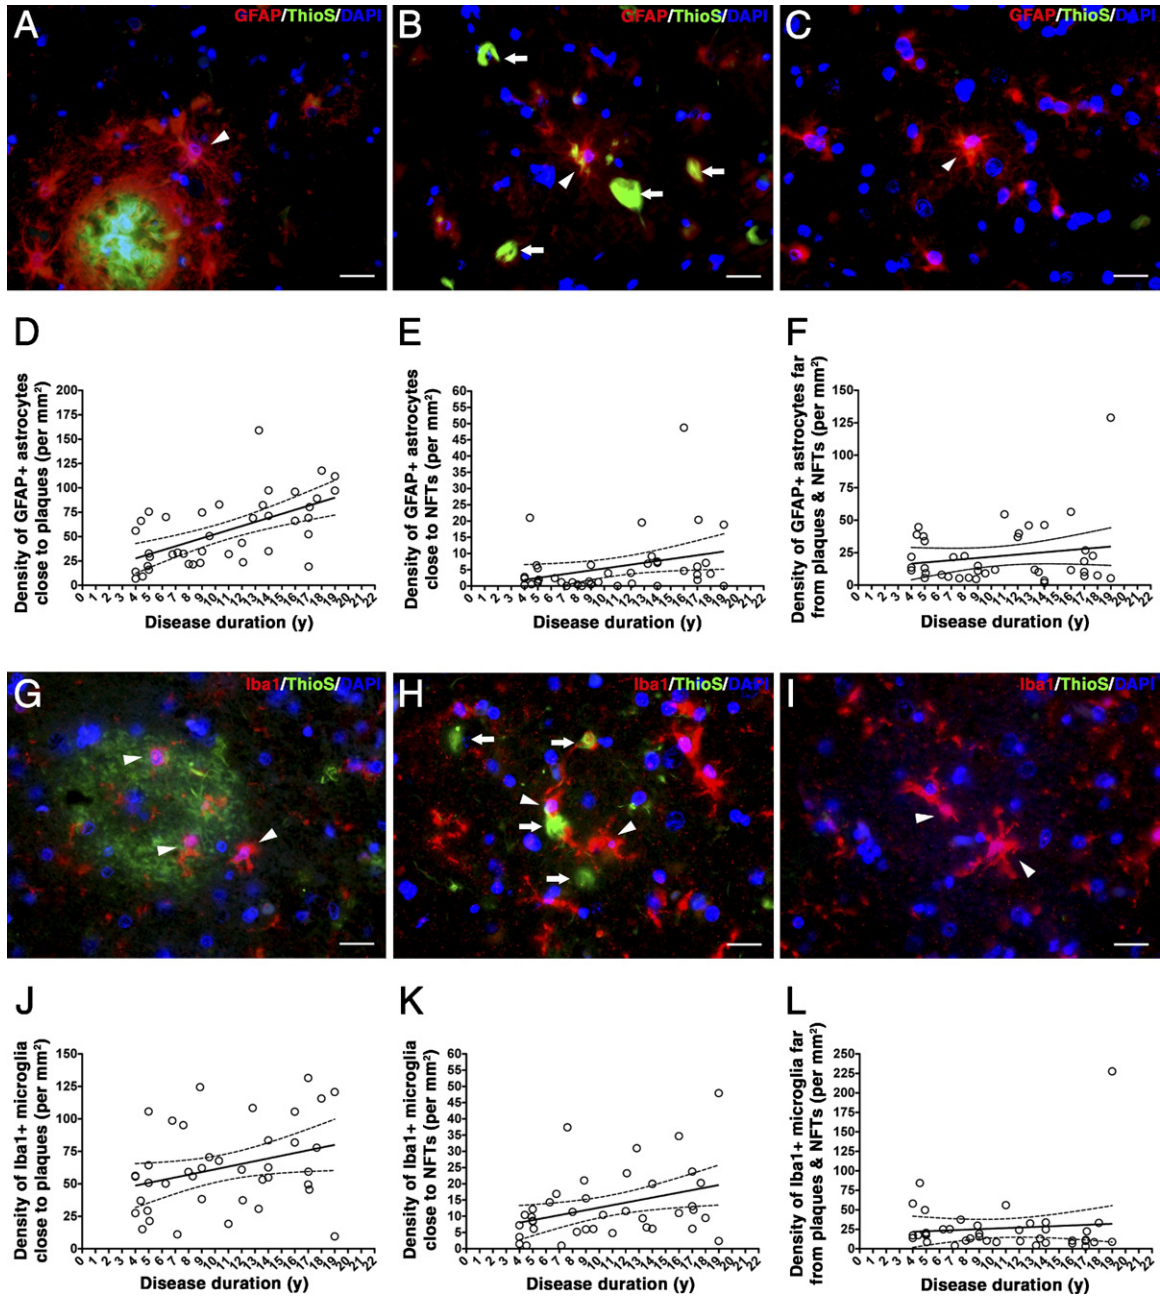 A GFAP/ThioS/DAPI
B GFAP/ThioS/DAPI
C GFAP/ThioS/DAPI
D
Density of GFAP+ astrocytes
close to plaques (per mm²)
200
175
150
125
100
75
50
25
0
0 1 2 3 4 5 6 7 8 9 10 11 12 13 14 15 16 17 18 19 20 21 22
Disease duration (y)
E
Density of GFAP+ astrocytes
close to NFTs (per mm²)
60
55
50
45
40
35
30
25
20
15
10
5
0
0 1 2 3 4 5 6 7 8 9 10 11 12 13 14 15 16 17 18 19 20 21 22
Disease duration (y)
F
Density of GFAP+ astrocytes far
from plaques & NFTs (per mm²)
150
125
100
75
50
25
0
0 1 2 3 4 5 6 7 8 9 10 11 12 13 14 15 16 17 18 19 20 21 22
Disease duration (y)
G Iba1/ThioS/DAPI
H Iba1/ThioS/DAPI
I Iba1/ThioS/DAPI
J
Density of Iba1+ microglia
close to plaques (per mm²)
150
125
100
75
50
25
0
0 1 2 3 4 5 6 7 8 9 10 11 12 13 14 15 16 17 18 19 20 21 22
Disease duration (y)
K
Density of Iba1+ microglia
close to NFTs (per mm²)
60
55
50
45
40
35
30
25
20
15
10
5
0
0 1 2 3 4 5 6 7 8 9 10 11 12 13 14 15 16 17 18 19 20 21 22
Disease duration (y)
L
Density of Iba1+ microglia far
from plaques & NFTs (per mm²)
250
225
200
175
150
125
100
75
50
25
0
0 1 2 3 4 5 6 7 8 9 10 11 12 13 14 15 16 17 18 19 20 21 22
Disease duration (y)